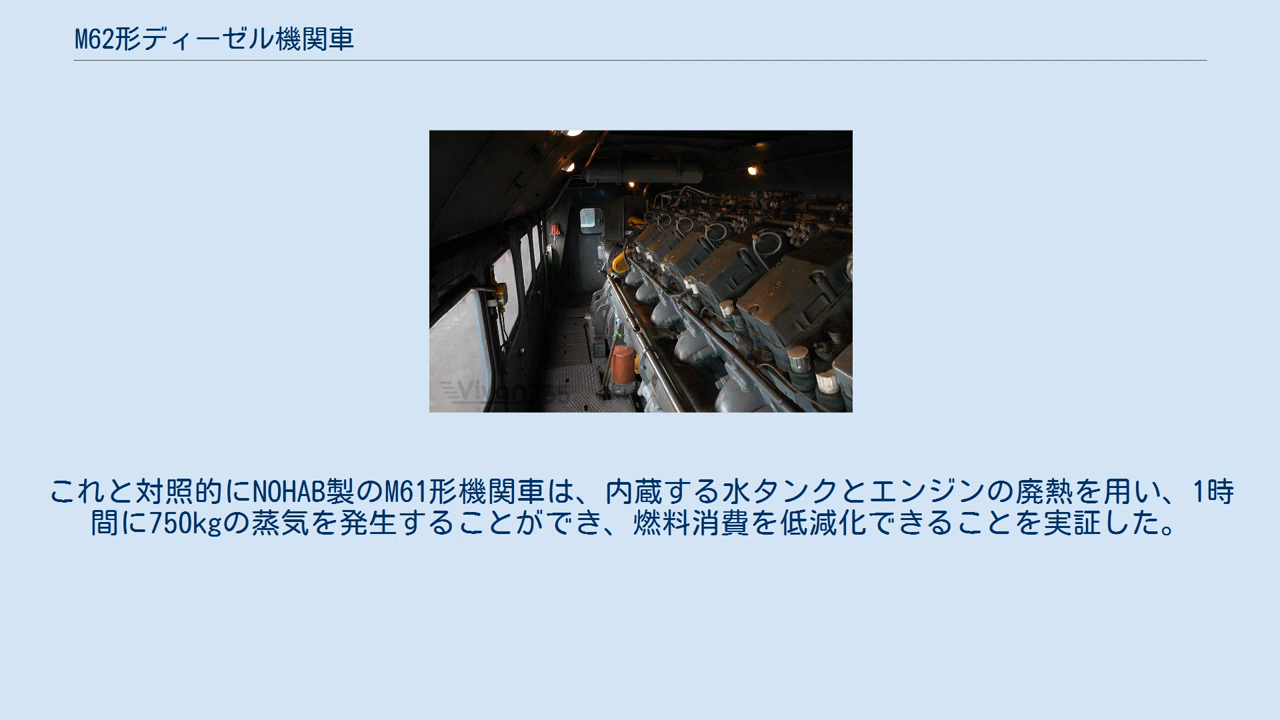 M62形ディーゼル機関車
これと対照的にNOHAB製のM61形機関車は、内蔵する水タンクとエンジンの廃熱を用い、1時
間に750kgの蒸気を発生することができ、燃料消費を低減化できることを実証した。